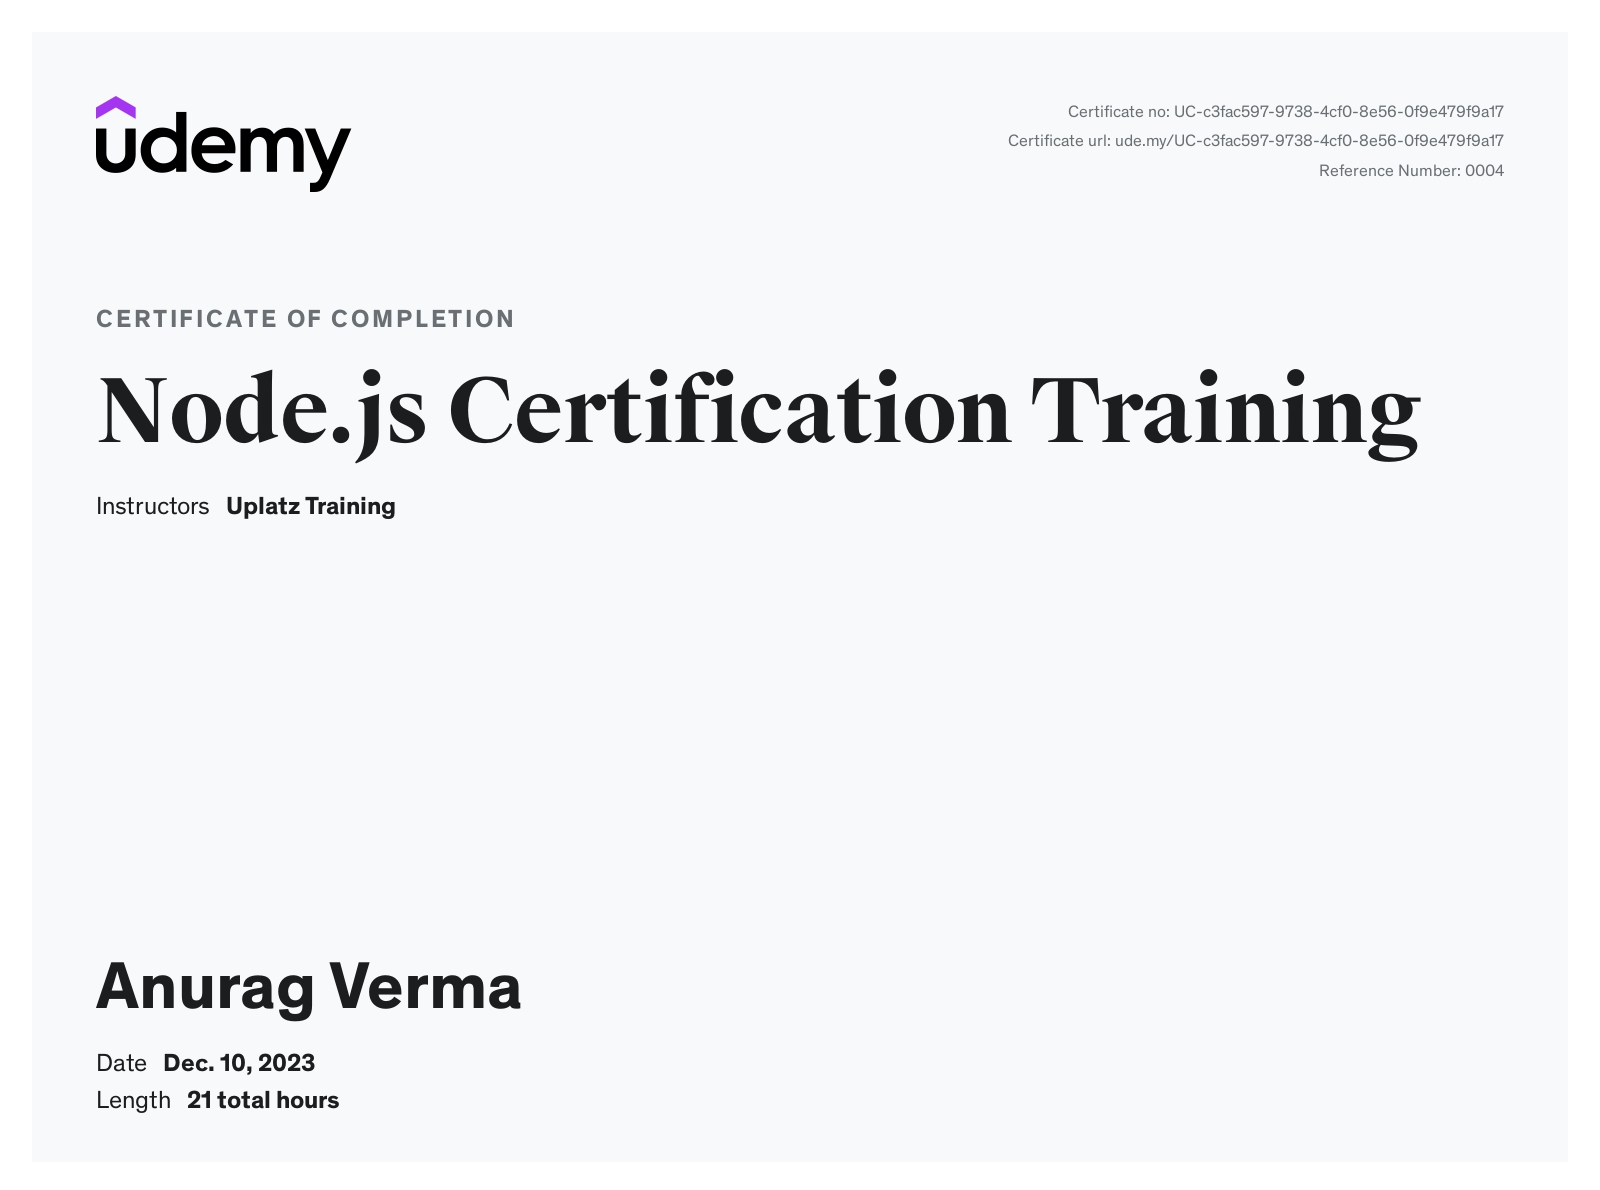 udemy
Certificate no: UC-c3fac597-9738-4cf0-8e56-0f9e479f9a17
Certificate url: ude.my/UC-c3fac597-9738-4cf0-8e56-0f9e479f9a17
Reference Number: 0004
CERTIFICATE OF COMPLETION
Node.js Certification Training
Instructors Uplatz Training
Anurag Verma
Date Dec. 10, 2023
Length 21 total hours